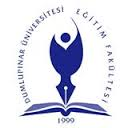 DUMLUPINAR ÜNİVERSİTESİ EĞİTİM FAKÜLTESİ
1999